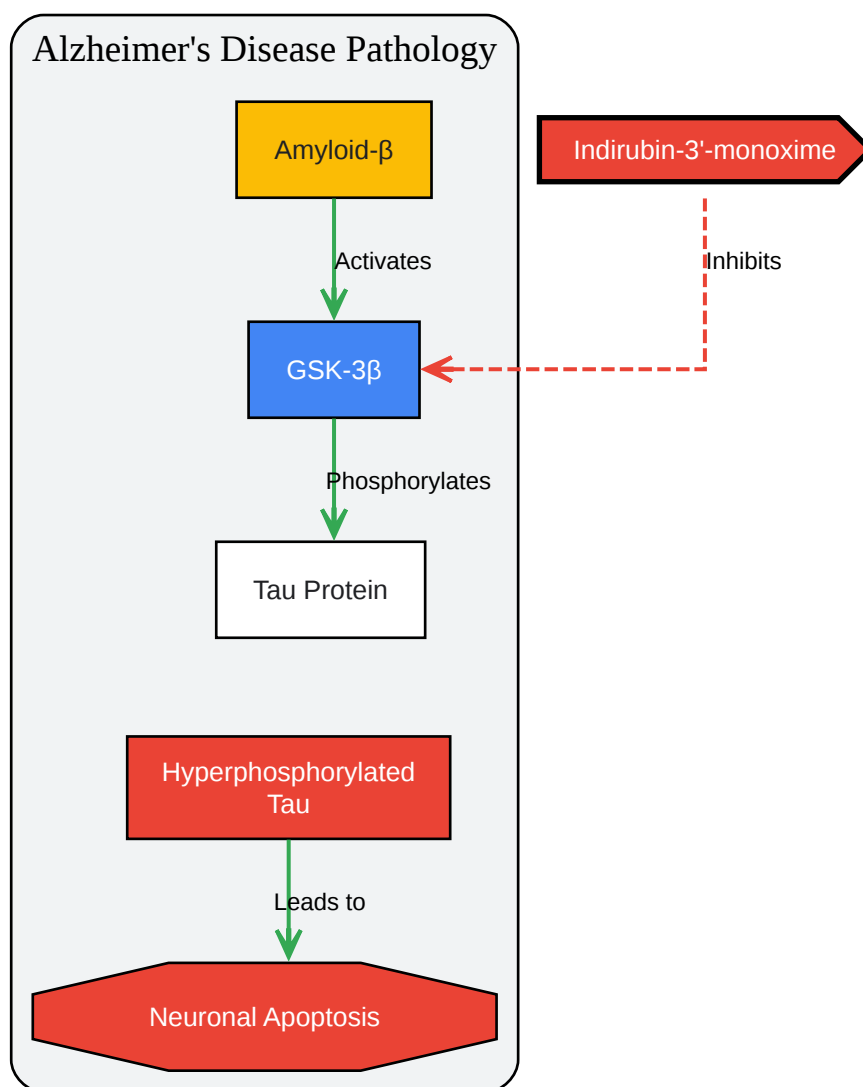 Alzheimer's Disease Pathology
Amyloid-β
Indirubin-3'-monoxime
Activates
Inhibits
GSK-3β
Phosphorylates
Tau Protein
Hyperphosphorylated
Tau
Leads to
Neuronal Apoptosis